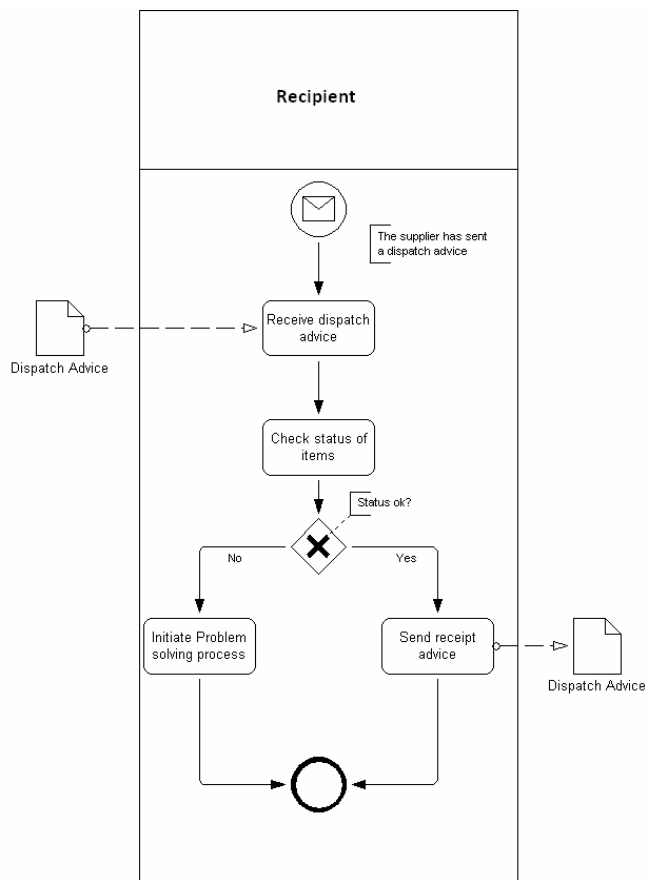 Recipient
The supplier has sent
a dispatch advice
Receive dispatch
advice
Dispatch Advice
Check status of
items
Status ok?
No
Yes
Initiate Problem
solving process
Send receipt
advice
Dispatch Advice